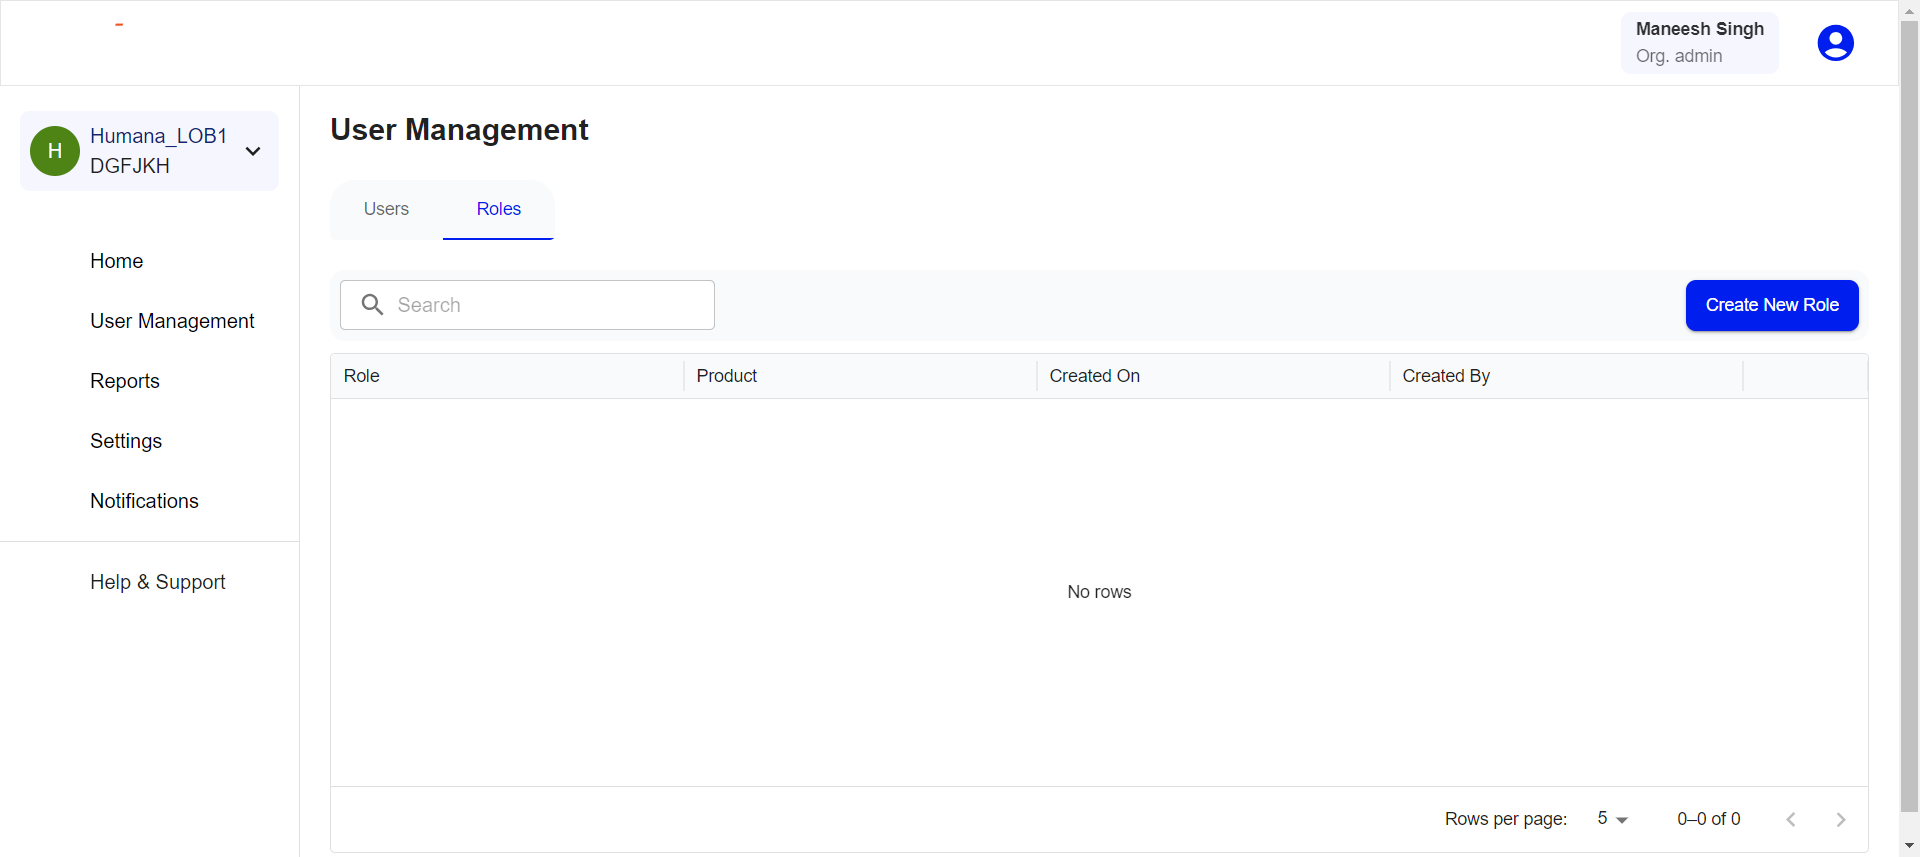 Maneesh Singh
Org. admin
H
Humana_LOB1
DGFJKH
Home
User Management
Reports
Settings
Notifications
Help & Support
User Management
Users
Roles
Search
Create New Role
Role
Product
Created On
Created By
No rows
Rows per page:
5
0–0 of 0